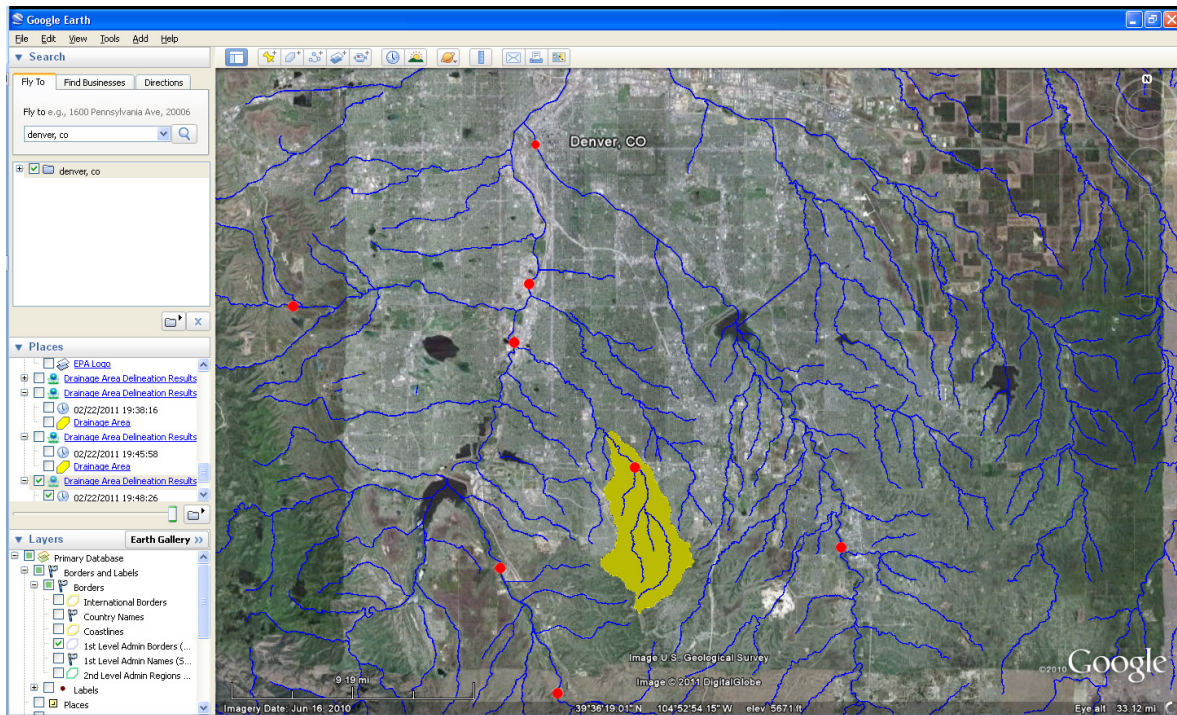 Google Earth
File Edit View Tools Add Help
Search
Fly To Find Businesses Directions
Fly to e.g., 1600 Pennsylvania Ave, 20006
denver, co
denver, co
Places
EPA Logo
Drainage Area Delineation Results
Drainage Area Delineation Results
02/22/2011 19:38:16
Drainage Area
Drainage Area Delineation Results
02/22/2011 19:45:58
Drainage Area
Drainage Area Delineation Results
02/22/2011 19:48:26
Layers Earth Gallery >>
Primary Database
Borders and Labels
Borders
International Borders
Country Names
Coastlines
1st Level Admin Borders (...
1st Level Admin Names (S...
2nd Level Admin Regions ...
Labels
Places
N
Denver, CO
Image U.S. Geological Survey
Image © 2011 DigitalGlobe
©2010 Google
9.19 mi
Imagery Date: Jun 16, 2010 39°36'19.01" N 104°52'54.15" W elev 5671 ft Eye alt 33.12 mi